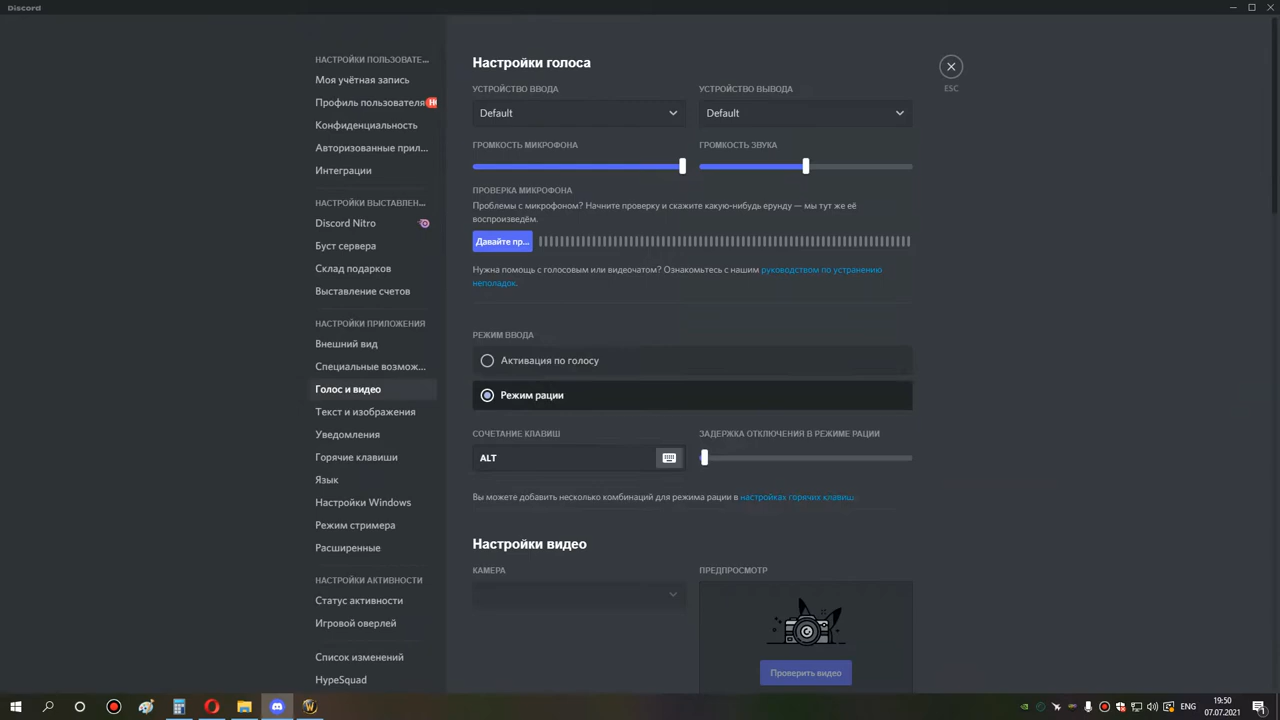 Discord
НАСТРОЙКИ ПОЛЬЗОВАТЕ...
Моя учётная запись
Профиль пользователя
Конфиденциальность
Авторизованные прил...
Интеграции
НАСТРОЙКИ ВЫСТАВЛЕН...
Discord Nitro
Буст сервера
Склад подарков
Выставление счетов
НАСТРОЙКИ ПРИЛОЖЕНИЯ
Внешний вид
Специальные возмож...
Голос и видео
Текст и изображения
Уведомления
Горячие клавиши
Язык
Настройки Windows
Режим стримера
Расширенные
НАСТРОЙКИ АКТИВНОСТИ
Статус активности
Игровой оверлей
Список изменений
HypeSquad
Настройки голоса
ESC
УСТРОЙСТВО ВВОДА
УСТРОЙСТВО ВЫВОДА
Default
Default
ГРОМКОСТЬ МИКРОФОНА
ГРОМКОСТЬ ЗВУКА
ПРОВЕРКА МИКРОФОНА
Проблемы с микрофоном? Начните проверку и скажите какую-нибудь ерунду — мы тут же её
воспроизведём.
Давайте пр...
Нужна помощь с голосовым или видеочатом? Ознакомьтесь с нашим руководством по устранению
неполадок.
РЕЖИМ ВВОДА
Активация по голосу
Режим рации
СОЧЕТАНИЕ КЛАВИШ
ЗАДЕРЖКА ОТКЛЮЧЕНИЯ В РЕЖИМЕ РАЦИИ
ALT
Вы можете добавить несколько комбинаций для режима рации в настройках горячих клавиш.
Настройки видео
КАМЕРА
ПРЕДПРОСМОТР
Проверить видео
ENG
19:50
07.07.2021